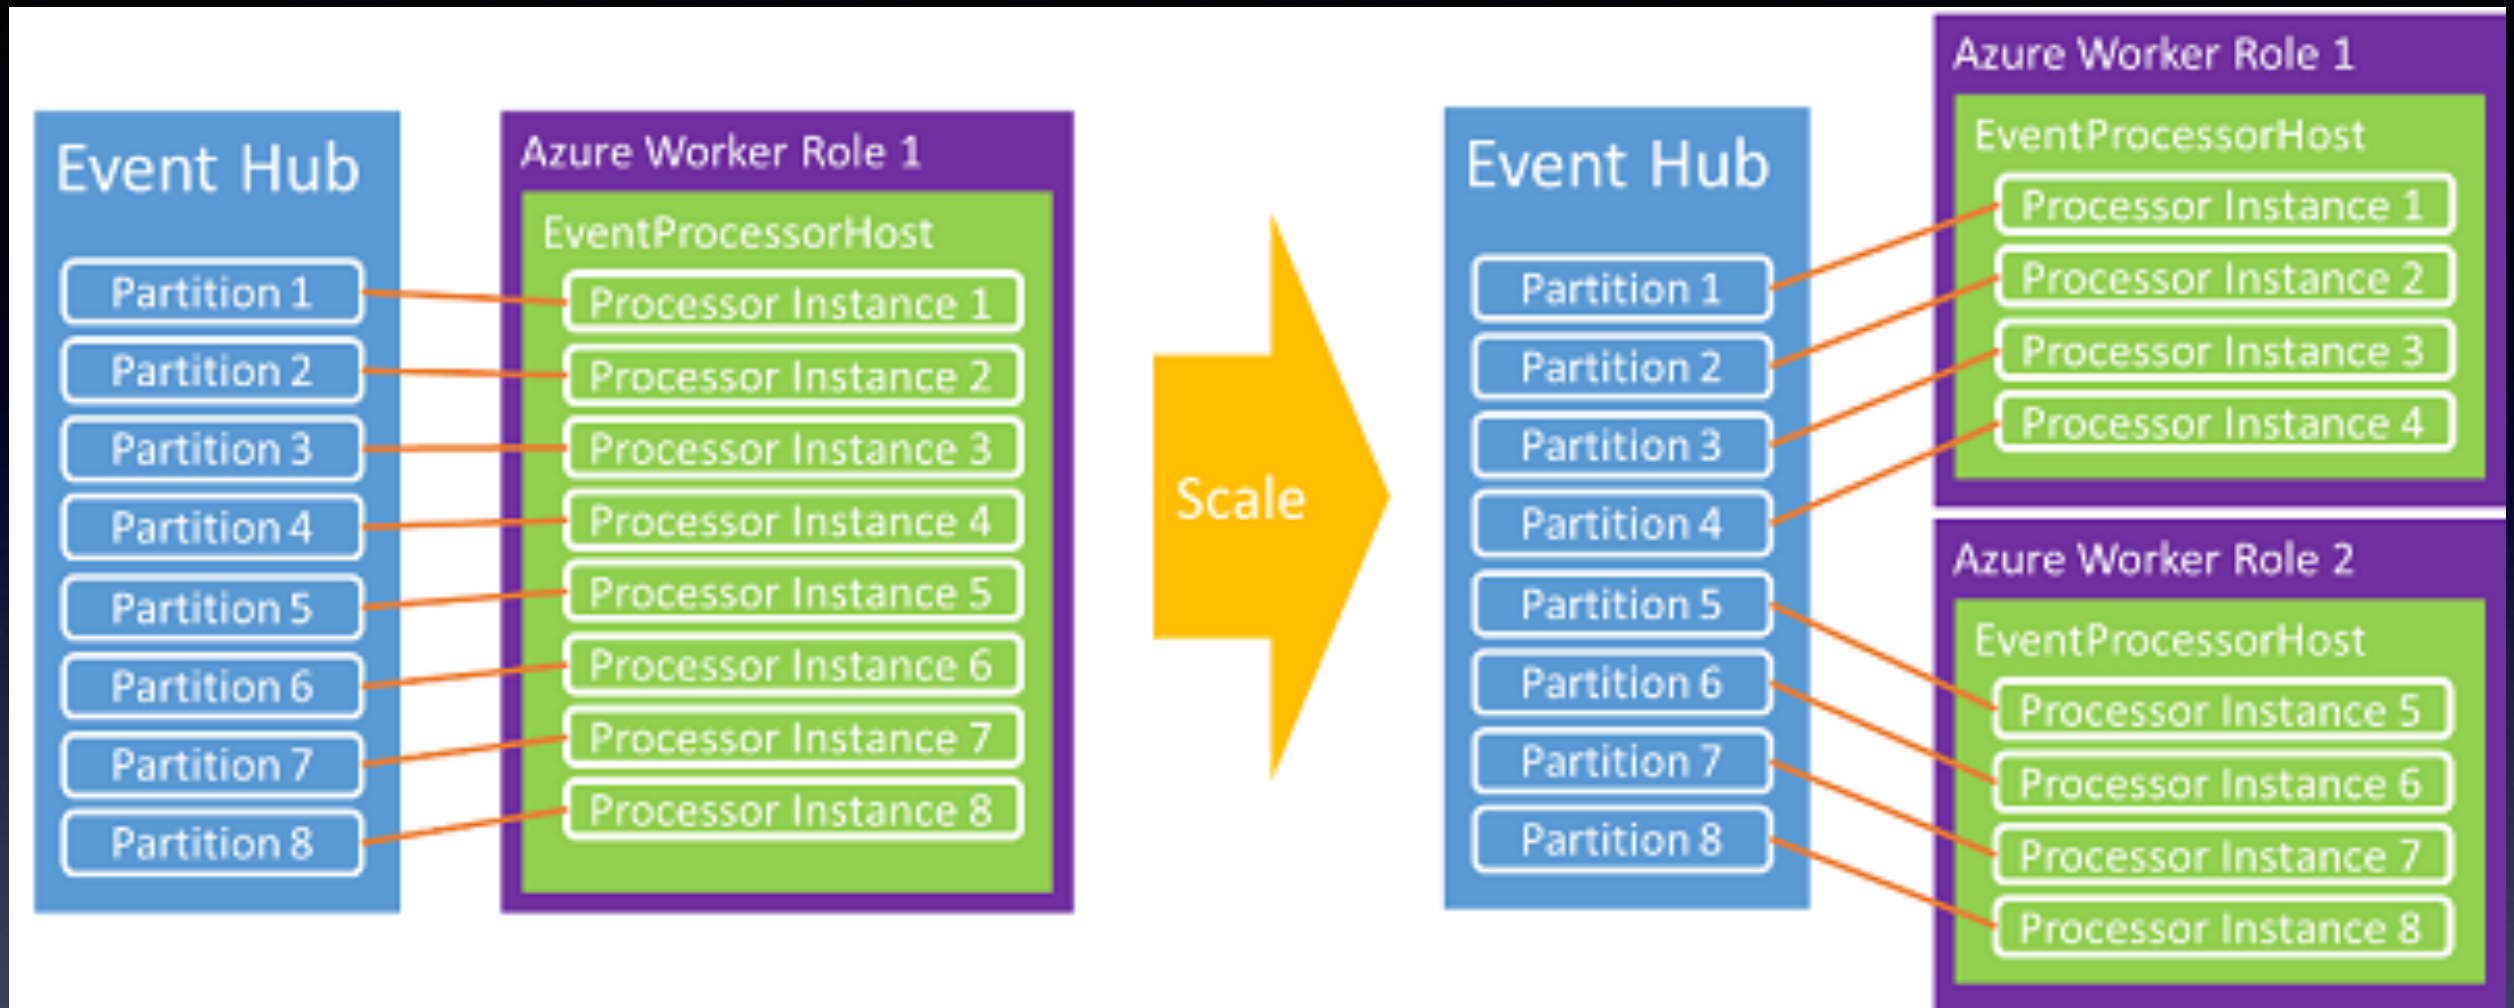 Event Hub
Partition 1
Partition 2
Partition 3
Partition 4
Partition 5
Partition 6
Partition 7
Partition 8
Azure Worker Role 1
EventProcessorHost
Processor Instance 1
Processor Instance 2
Processor Instance 3
Processor Instance 4
Processor Instance 5
Processor Instance 6
Processor Instance 7
Processor Instance 8
Scale
Event Hub
Partition 1
Partition 2
Partition 3
Partition 4
Partition 5
Partition 6
Partition 7
Partition 8
Azure Worker Role 1
EventProcessorHost
Processor Instance 1
Processor Instance 2
Processor Instance 3
Processor Instance 4
Azure Worker Role 2
EventProcessorHost
Processor Instance 5
Processor Instance 6
Processor Instance 7
Processor Instance 8